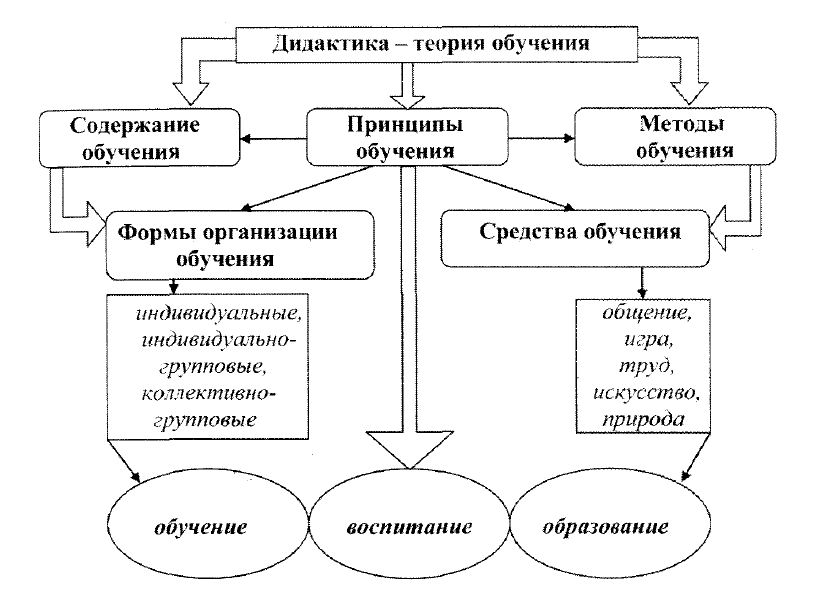 Дидактика – теория обучения
Содержание
обучения
Принципы
обучения
Методы
обучения
Формы организации
обучения
Средства обучения
индивидуальные,
индивидуально-
групповые,
коллективно-
групповые
общение,
игра,
труд,
искусство,
природа
обучение
воспитание
образование